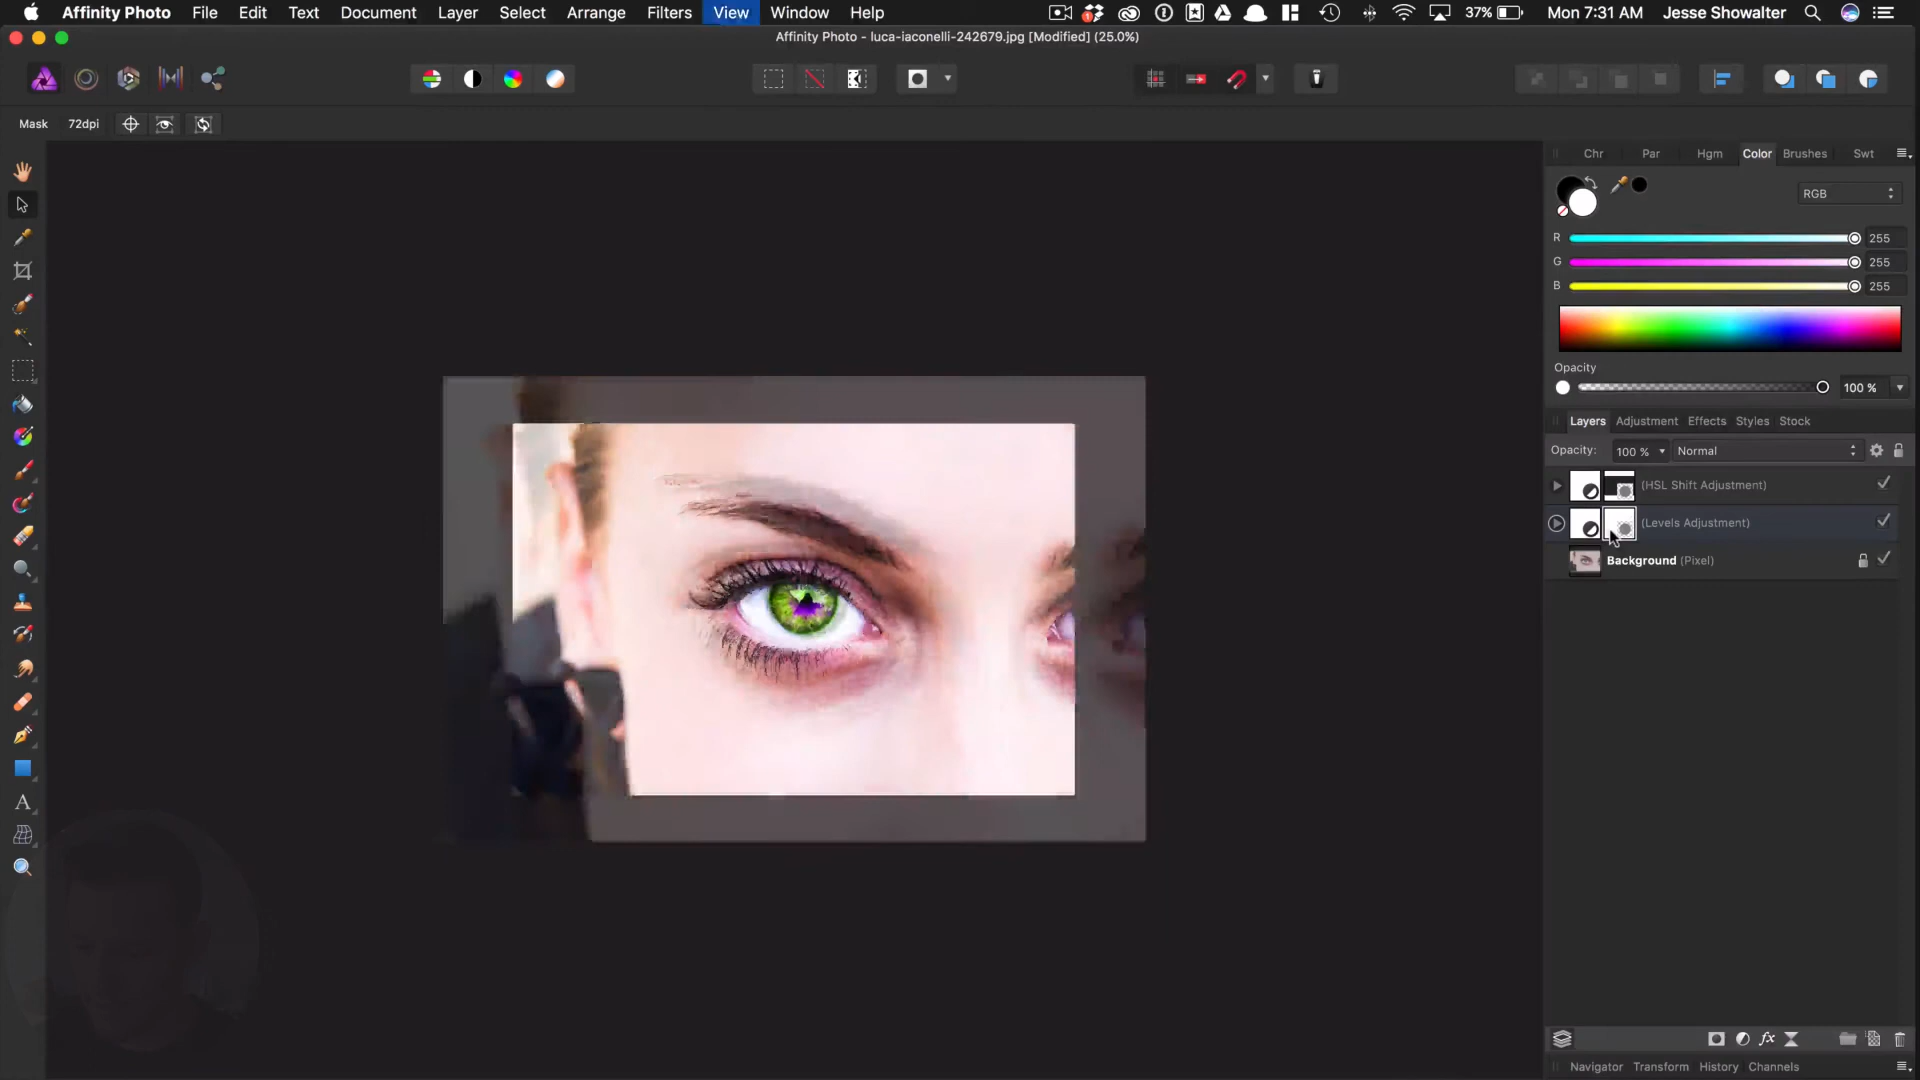 Affinity Photo File Edit Text Document Layer Select Arrange Filters View Window Help 1 37% Mon 7:31 AM Jesse Showalter
Affinity Photo - luca-iaconelli-242679.jpg [Modified] (25.0%)
Mask 72dpi
Chr Par Hgm Color Brushes Swt
RGB
R 255
G 255
B 255
Opacity
100 %
Layers Adjustment Effects Styles Stock
Opacity: 100 % Normal
(HSL Shift Adjustment)
(Levels Adjustment)
Background (Pixel)
A
fx
Navigator Transform History Channels